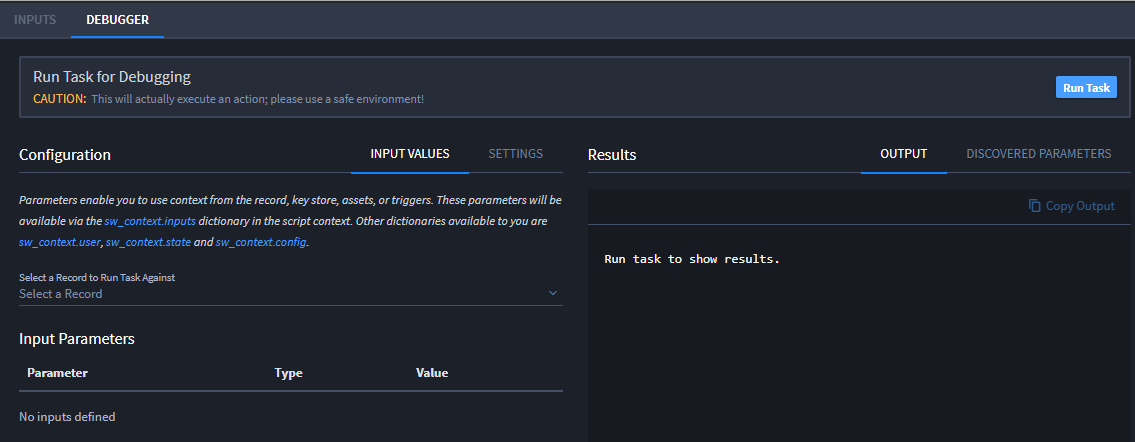 INPUTS DEBUGGER
Run Task for Debugging
CAUTION: This will actually execute an action; please use a safe environment!
Run Task
Configuration INPUT VALUES SETTINGS
Parameters enable you to use context from the record, key store, assets, or triggers. These parameters will be
available via the sw_context.inputs dictionary in the script context. Other dictionaries available to you are
sw_context.user, sw_context.state and sw_context.config.
Select a Record to Run Task Against
Select a Record
Input Parameters
Parameter Type Value
No inputs defined
Results OUTPUT DISCOVERED PARAMETERS
Copy Output
Run task to show results.